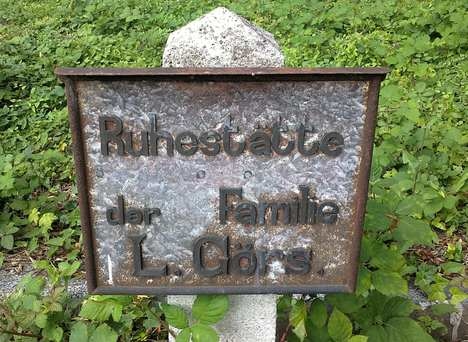 Ruhestätte
der Familie
L. Görs.